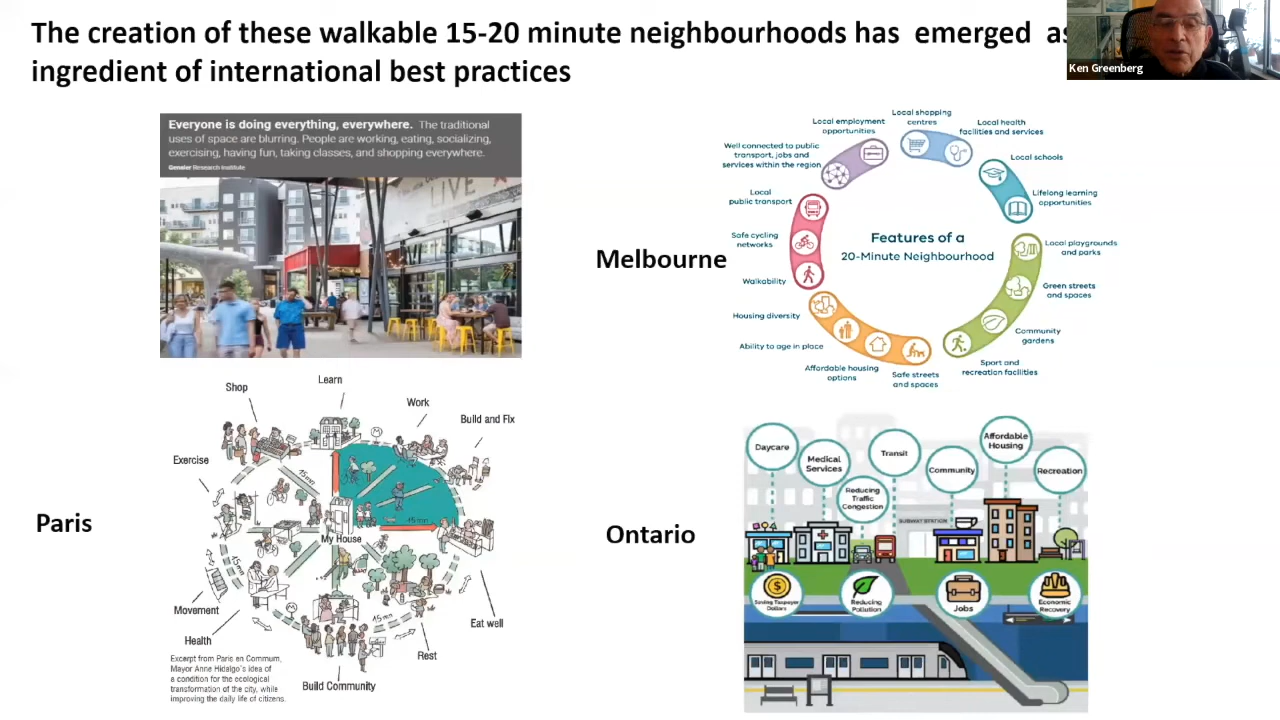 The creation of these walkable 15-20 minute neighbourhoods has emerged as
ingredient of international best practices
Ken Greenberg
Everyone is doing everything, everywhere. The traditional
uses of space are blurring. People are working, eating, socializing,
exercising, having fun, taking classes, and shopping everywhere.
Gensler Research Institute
LIVE
Melbourne
Features of a
20-Minute Neighbourhood
Local shopping
centres
Local health
facilities and services
Local schools
Lifelong learning
opportunities
Local playgrounds
and parks
Green streets
and spaces
Community
gardens
Sport and
recreation facilities
Safe streets
and spaces
Affordable housing
options
Ability to age in place
Housing diversity
Walkability
Safe cycling
networks
Local
public transport
Well connected to public
transport, jobs and
services within the region
Local employment
opportunities
Paris
Learn
Shop
Work
Build and Fix
Exercise
15mn
M
15mn
My House
15mn
M
15mn
Movement
Health
Eat well
Rest
Build Community
Excerpt from Paris en Commum,
Mayor Anne Hidalgo's idea of
a condition for the ecological
transformation of the city, while
improving the daily life of citizens.
Ontario
Daycare
Medical
Services
Reducing
Traffic
Congestion
Transit
Community
Affordable
Housing
Recreation
SUBWAY STATION
Saving Taxpayer
Dollars
Reducing
Pollution
Jobs
Economic
Recovery